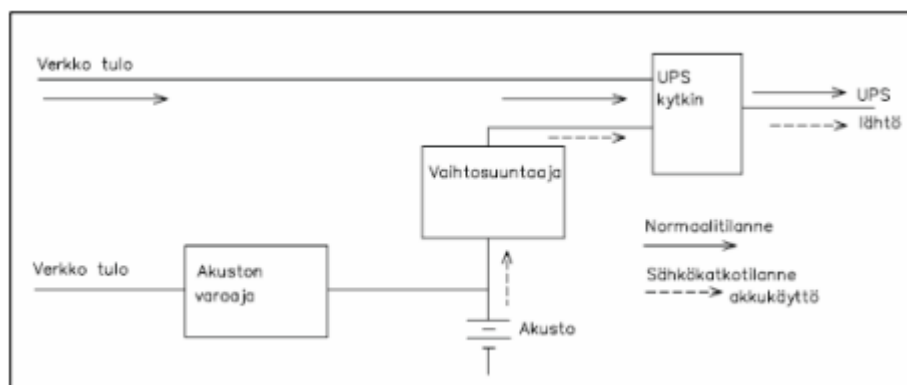 Verkko tulo
UPS
kytkin
UPS
lähtö
Vaihtosuuntaaja
Normaalitilanne
Verkko tulo
Akuston
varaaja
Sähkökatkotilanne
akkukäyttö
Akusto